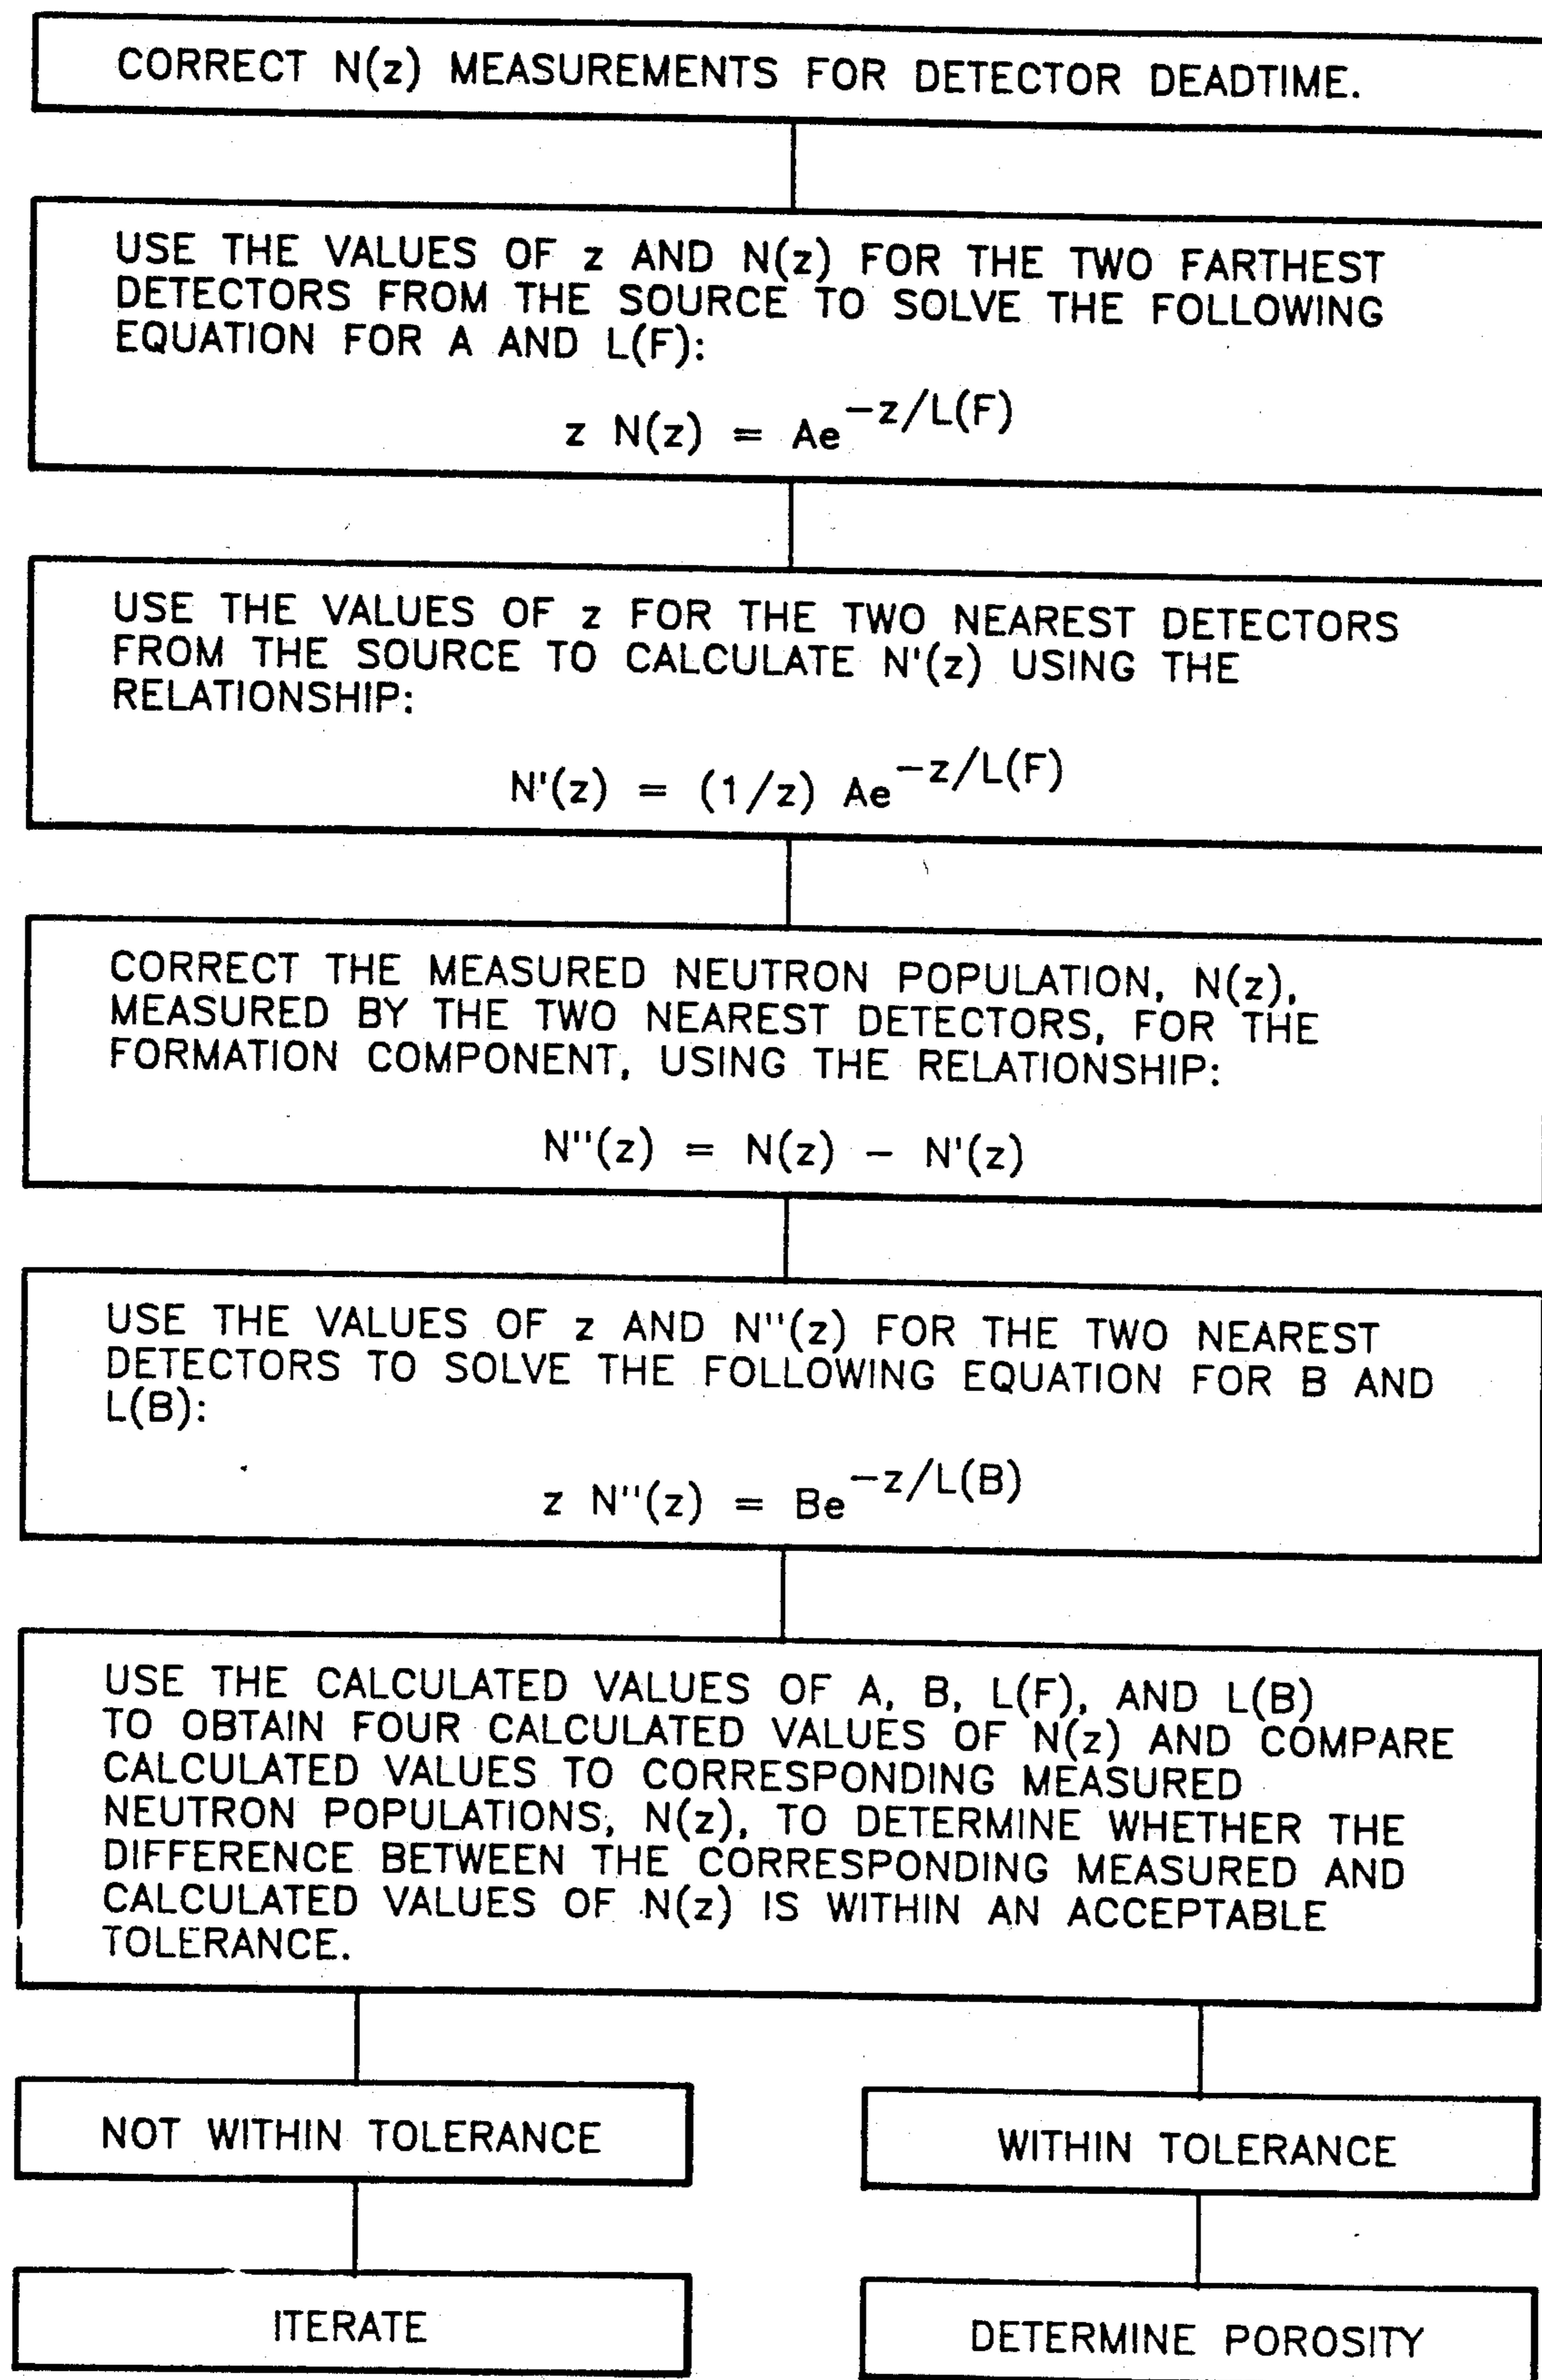 CORRECT N(z) MEASUREMENTS FOR DETECTOR DEADTIME.
USE THE VALUES OF z AND N(z) FOR THE TWO FARTHEST
DETECTORS FROM THE SOURCE TO SOLVE THE FOLLOWING
EQUATION FOR A AND L(F):
z N(z) = Ae^{-z/L(F)}
USE THE VALUES OF z FOR THE TWO NEAREST DETECTORS
FROM THE SOURCE TO CALCULATE N'(z) USING THE
RELATIONSHIP:
N'(z) = (1/z) Ae^{-z/L(F)}
CORRECT THE MEASURED NEUTRON POPULATION, N(z),
MEASURED BY THE TWO NEAREST DETECTORS, FOR THE
FORMATION COMPONENT, USING THE RELATIONSHIP:
N''(z) = N(z) - N'(z)
USE THE VALUES OF z AND N''(z) FOR THE TWO NEAREST
DETECTORS TO SOLVE THE FOLLOWING EQUATION FOR B AND
L(B):
z N''(z) = Be^{-z/L(B)}
USE THE CALCULATED VALUES OF A, B, L(F), AND L(B)
TO OBTAIN FOUR CALCULATED VALUES OF N(z) AND COMPARE
CALCULATED VALUES TO CORRESPONDING MEASURED
NEUTRON POPULATIONS, N(z), TO DETERMINE WHETHER THE
DIFFERENCE BETWEEN THE CORRESPONDING MEASURED AND
CALCULATED VALUES OF N(z) IS WITHIN AN ACCEPTABLE
TOLERANCE.
NOT WITHIN TOLERANCE
WITHIN TOLERANCE
ITERATE
DETERMINE POROSITY